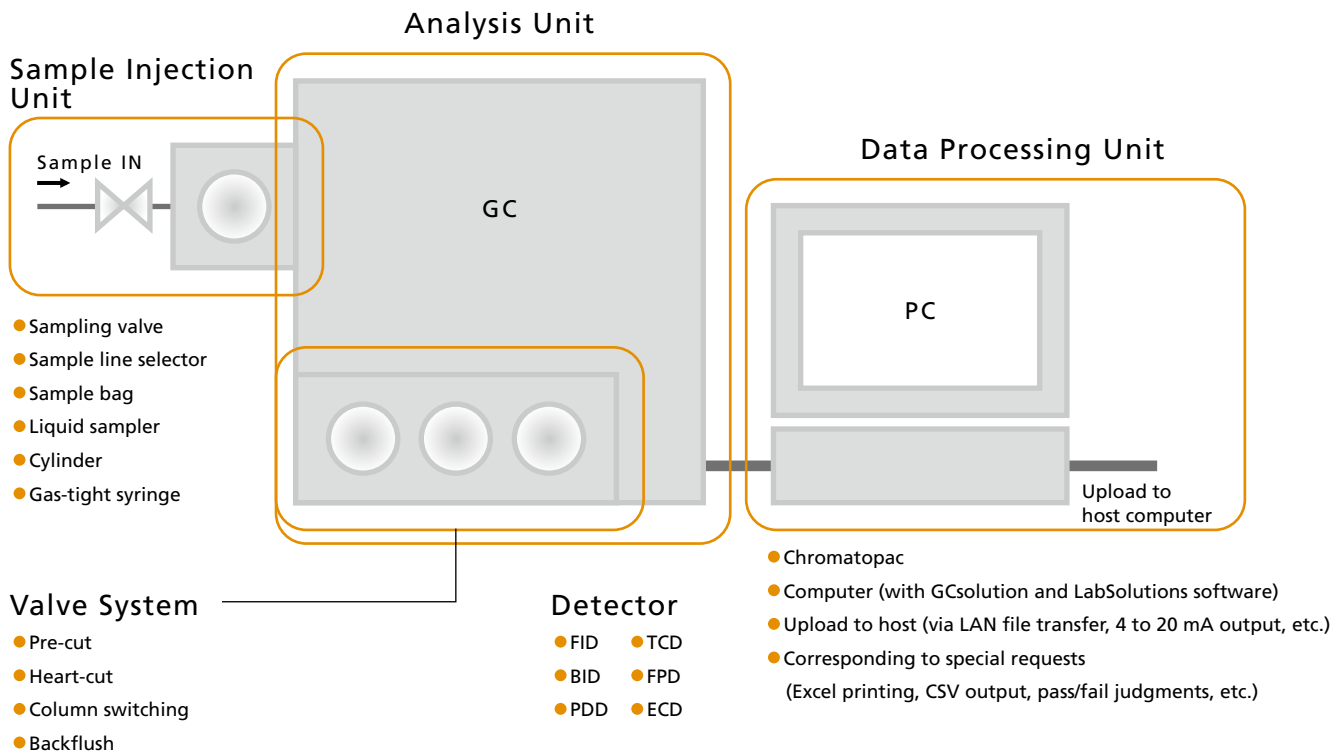 Analysis Unit
Sample Injection
Unit
Sample IN
GC
Data Processing Unit
PC
Upload to
host computer
● Sampling valve
● Sample line selector
● Sample bag
● Liquid sampler
● Cylinder
● Gas-tight syringe
Valve System
● Pre-cut
● Heart-cut
● Column switching
● Backflush
Detector
● FID ● TCD
● BID ● FPD
● PDD ● ECD
● Chromatopac
● Computer (with GCsolution and LabSolutions software)
● Upload to host (via LAN file transfer, 4 to 20 mA output, etc.)
● Corresponding to special requests
(Excel printing, CSV output, pass/fail judgments, etc.)